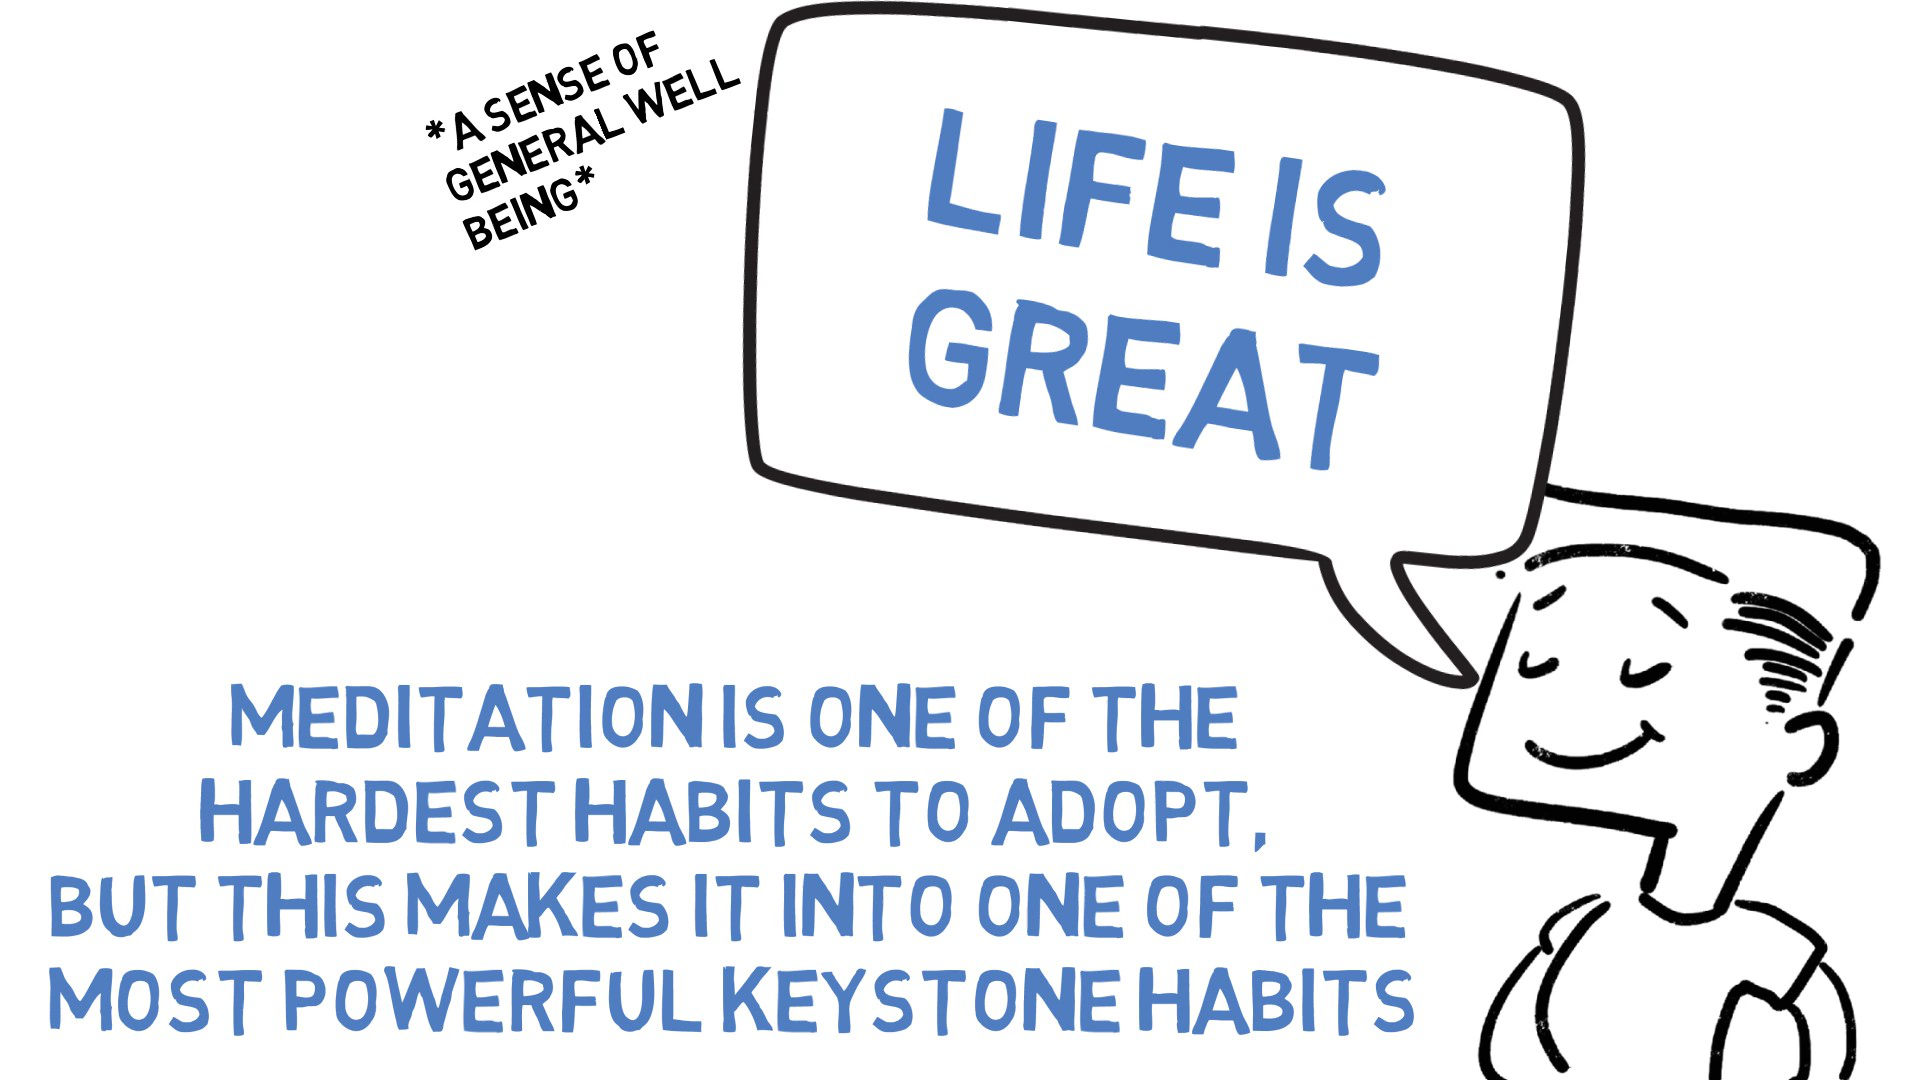 *A SENSE OF
GENERAL WELL
BEING*
LIFE IS
GREAT
MEDITATION IS ONE OF THE
HARDEST HABITS TO ADOPT,
BUT THIS MAKES IT INTO ONE OF THE
MOST POWERFUL KEYSTONE HABITS